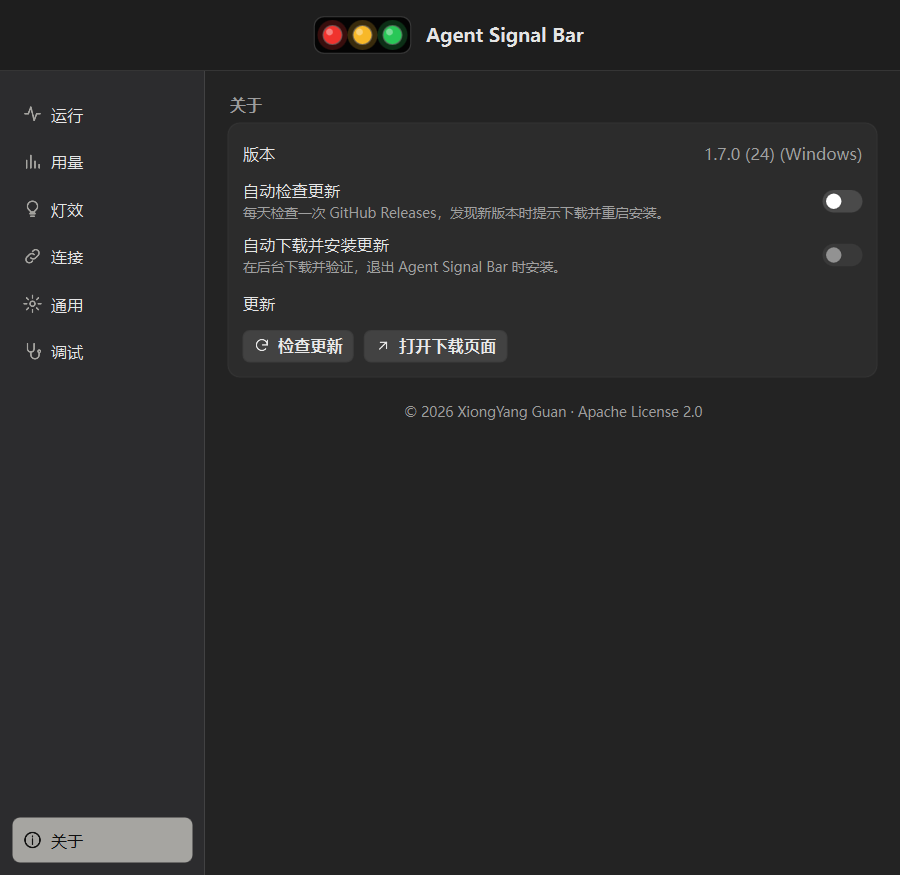 Agent Signal Bar
运行
用量
灯效
连接
通用
调试
关于
关于
版本
1.7.0 (24) (Windows)
自动检查更新
每天检查一次 GitHub Releases，发现新版本时提示下载并重启安装。
自动下载并安装更新
在后台下载并验证，退出 Agent Signal Bar 时安装。
更新
检查更新
打开下载页面
© 2026 XiongYang Guan · Apache License 2.0